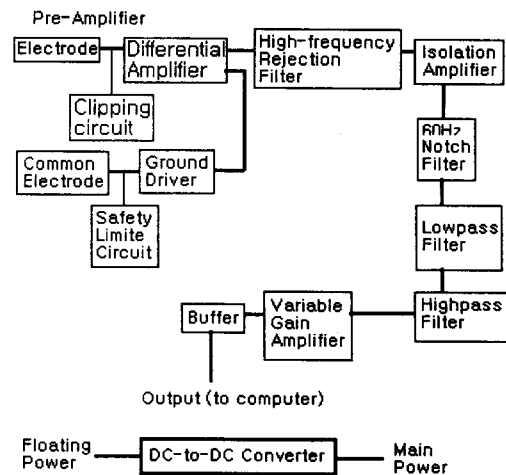 Pre-Amplifier
Electrode
Differential
Amplifier
High-frequency
Rejection
Filter
Isolation
Amplifier
Clipping
circuit
60Hz
Notch
Filter
Common
Electrode
Ground
Driver
Safety
Limite
Circuit
Lowpass
Filter
Highpass
Filter
Variable
Gain
Amplifier
Buffer
Output (to computer)
Floating
Power
DC-to-DC Converter
Main
Power